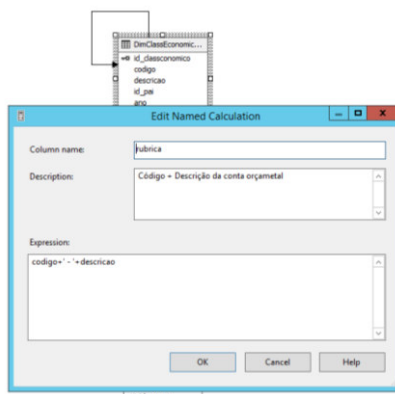 DimClassEconomic...
id_classconomico
codigo
descricao
id_pai
ano
Edit Named Calculation
Column name:
rubrica
Description:
Código + Descrição da conta orçametal
Expression:
codigo+' - '+descricao
OK
Cancel
Help